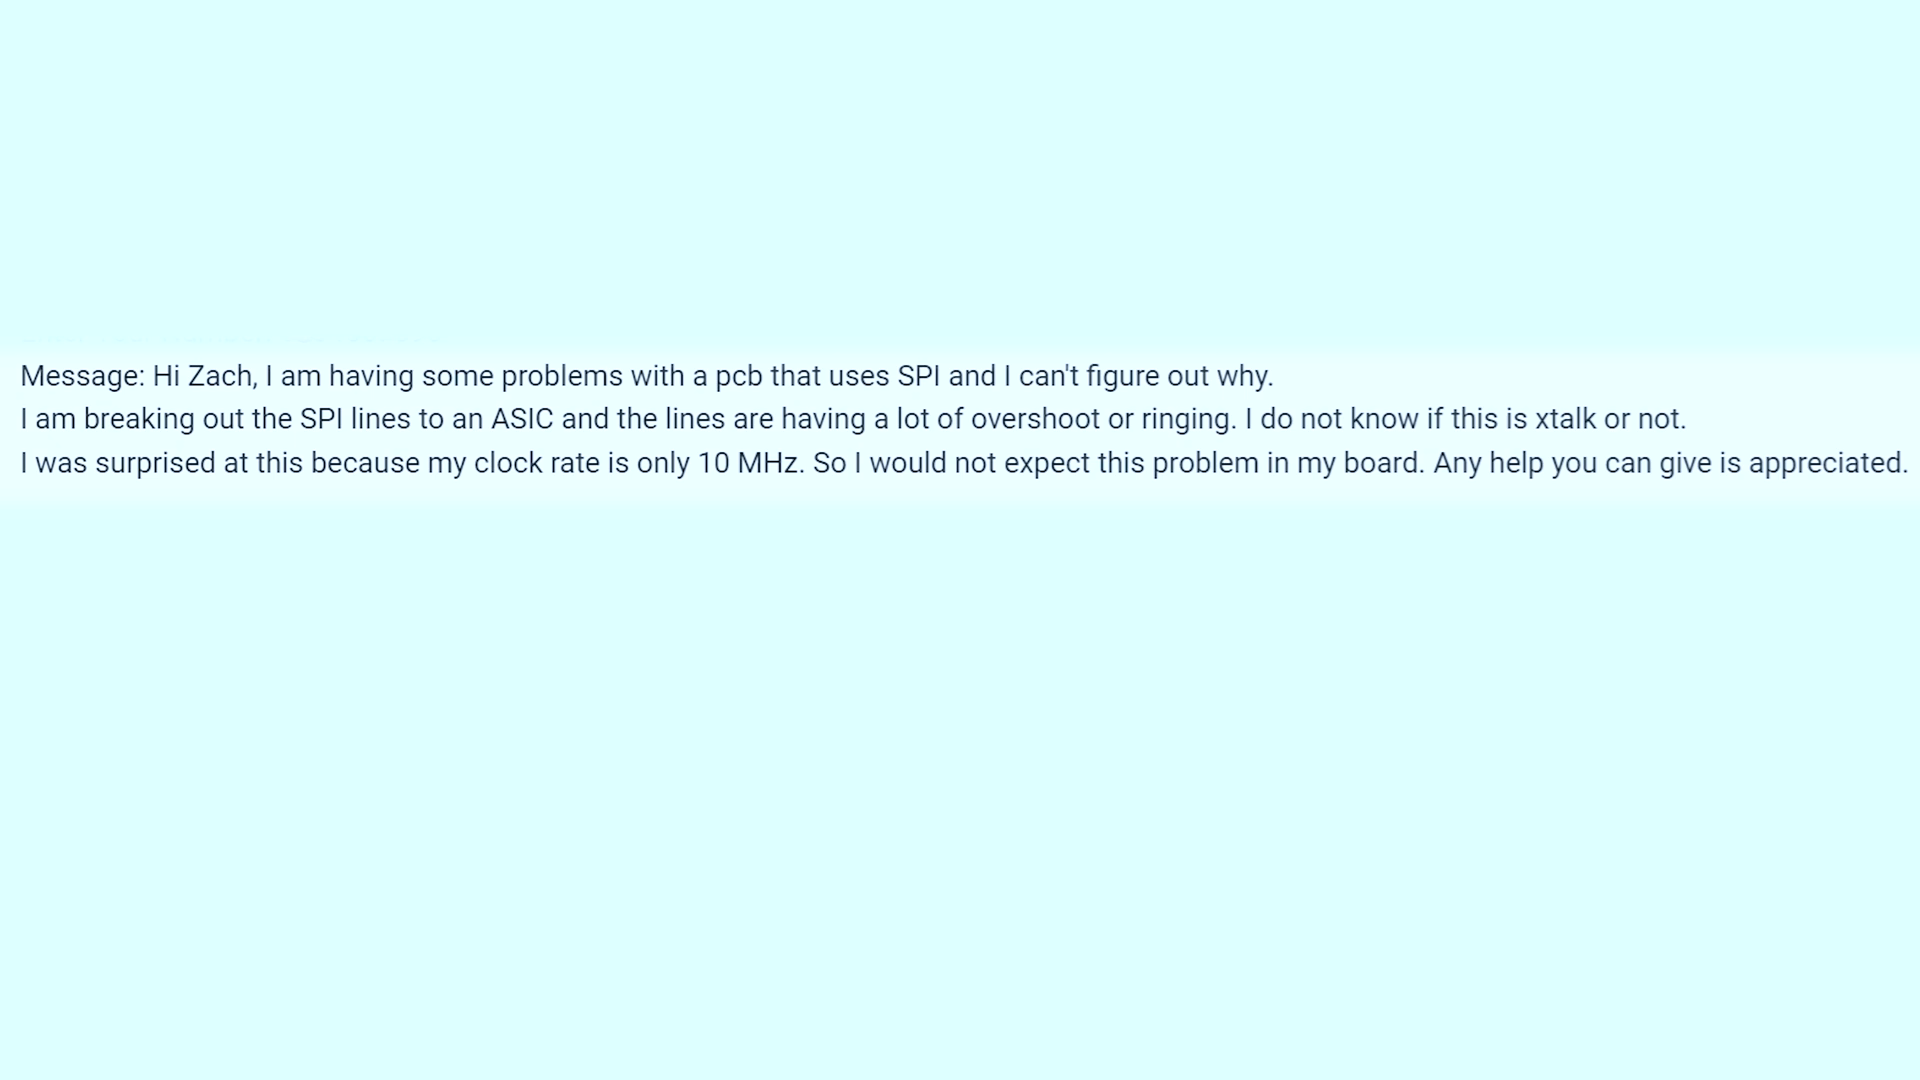 Message: Hi Zach, I am having some problems with a pcb that uses SPI and I can't figure out why.
I am breaking out the SPI lines to an ASIC and the lines are having a lot of overshoot or ringing. I do not know if this is xtalk or not.
I was surprised at this because my clock rate is only 10 MHz. So I would not expect this problem in my board. Any help you can give is appreciated.